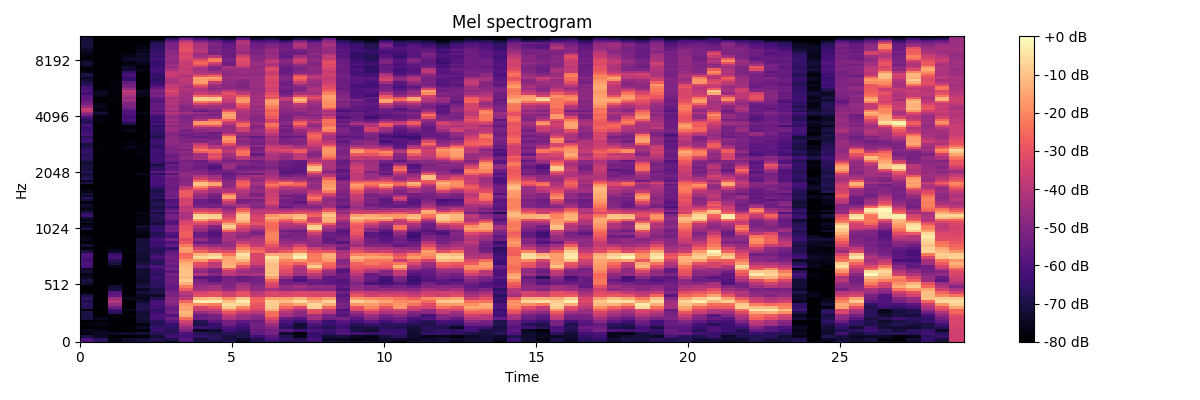 Mel spectrogram
8192
4096
2048
1024
512
0
Hz
0 5 10 15 20 25
Time
+0 dB
-10 dB
-20 dB
-30 dB
-40 dB
-50 dB
-60 dB
-70 dB
-80 dB